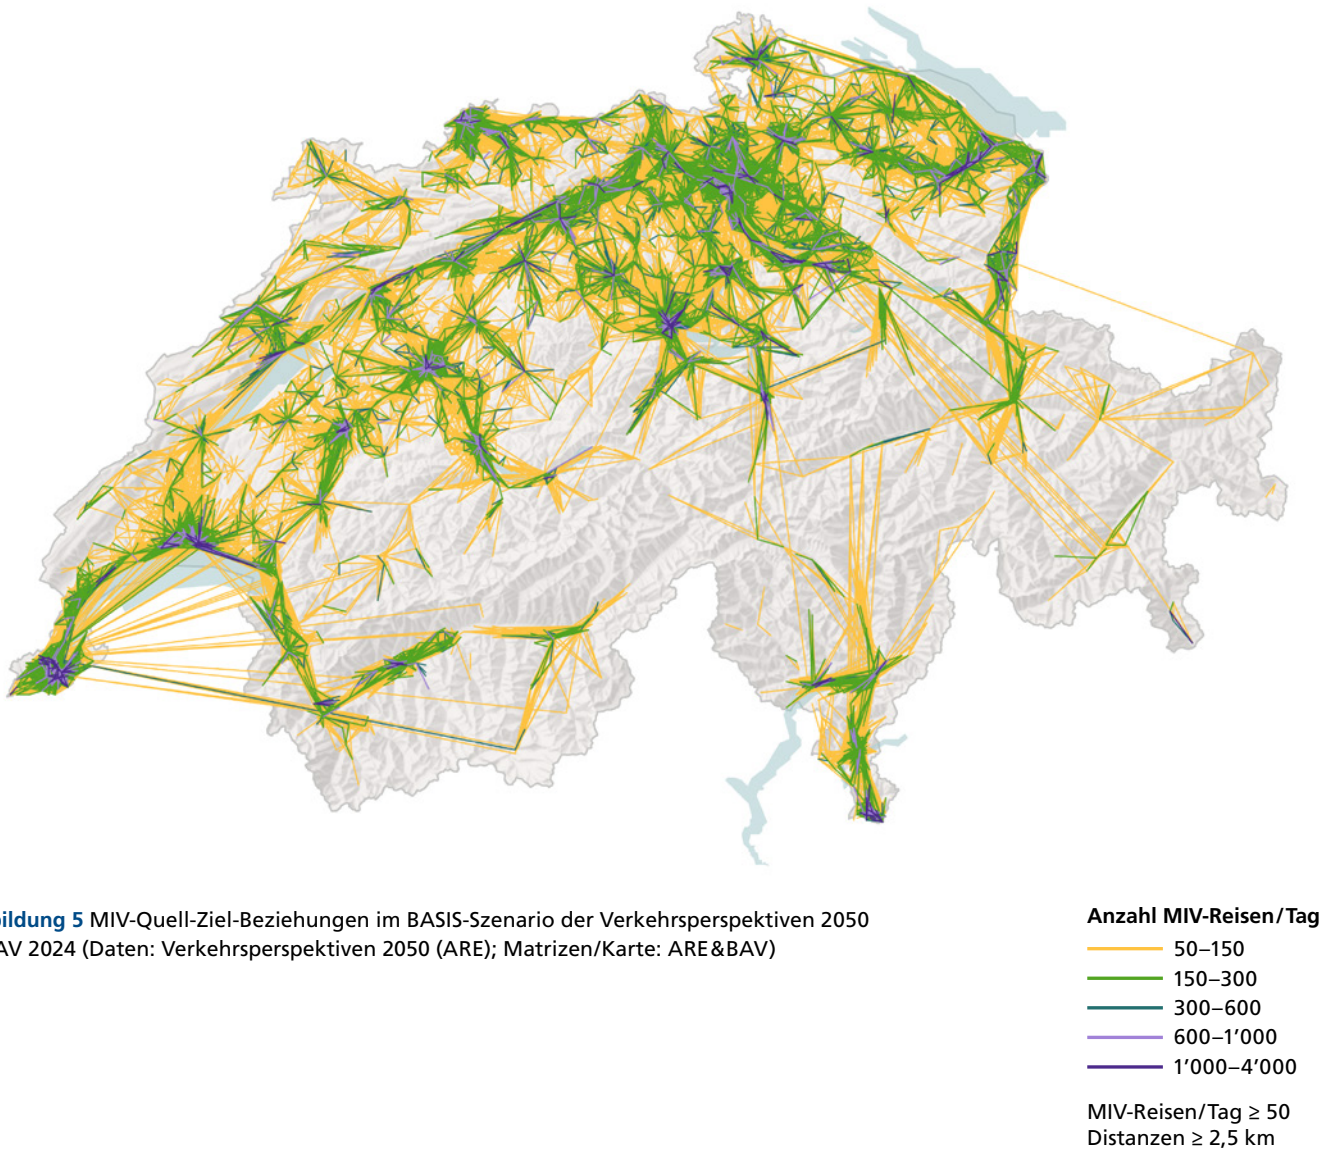 bildung 5 MIV-Quell-Ziel-Beziehungen im BASIS-Szenario der Verkehrsperspektiven 2050
AV 2024 (Daten: Verkehrsperspektiven 2050 (ARE); Matrizen/Karte: ARE&BAV)
Anzahl MIV-Reisen/Tag
50–150
150–300
300–600
600–1’000
1’000–4’000
MIV-Reisen/Tag ≥ 50
Distanzen ≥ 2,5 km